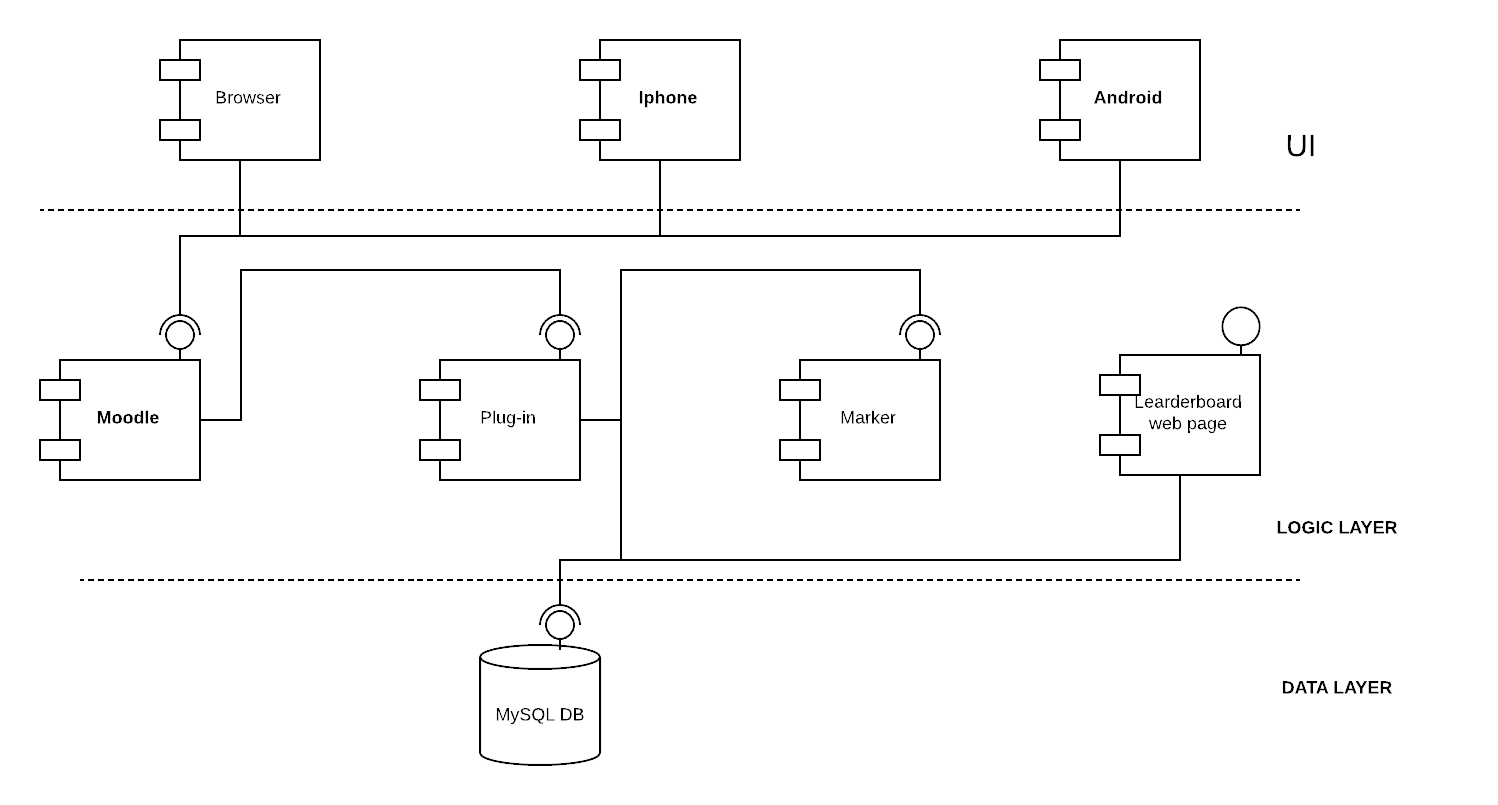 Browser
Iphone
Android
UI
Moodle
Plug-in
Marker
Learderboard
web page
LOGIC LAYER
DATA LAYER
MySQL DB